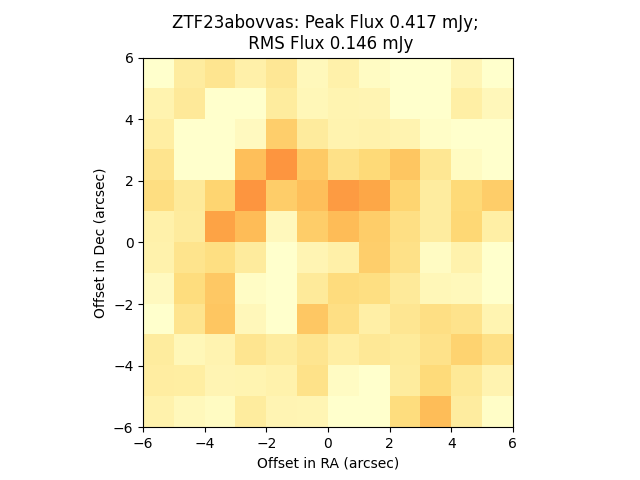 ZTF23abovvas: Peak Flux 0.417 mJy;
RMS Flux 0.146 mJy
6
4
2
0
−2
−4
−6
Offset in Dec (arcsec)
−6 −4 −2 0 2 4 6
Offset in RA (arcsec)